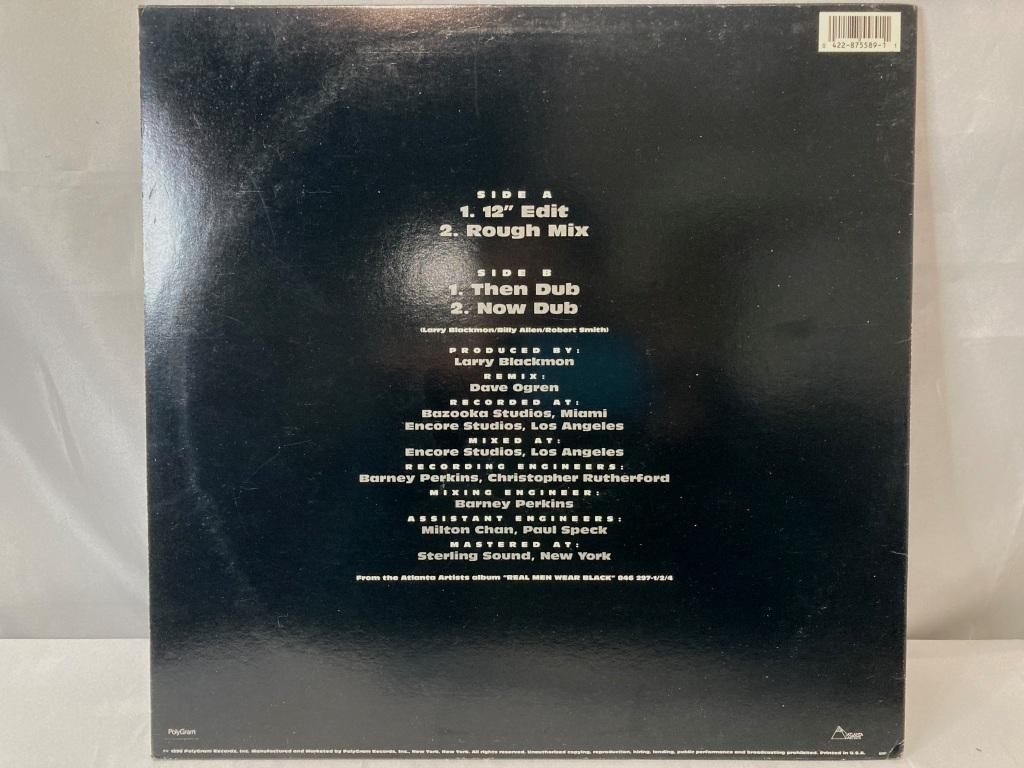 0 422-875589-1 1
SIDE A
1. 12" Edit
2. Rough Mix
SIDE B
1. Then Dub
2. Now Dub
(Larry Blackmon/Billy Allen/Robert Smith)
PRODUCED BY:
Larry Blackmon
REMIX:
Dave Ogren
RECORDED AT:
Bazooka Studios, Miami
Encore Studios, Los Angeles
MIXED AT:
Encore Studios, Los Angeles
RECORDING ENGINEERS:
Barney Perkins, Christopher Rutherford
MIXING ENGINEER:
Barney Perkins
ASSISTANT ENGINEERS:
Milton Chan, Paul Speck
MASTERED AT:
Sterling Sound, New York
From the Atlanta Artists album "REAL MEN WEAR BLACK" 846 297-1/2/4
PolyGram
1990 PolyGram Records, Inc. Manufactured and Marketed by PolyGram Records, Inc., New York, New York. All rights reserved. Unauthorized copying, reproduction, hiring, lending, public performance and broadcasting prohibited. Printed in U.S.A.